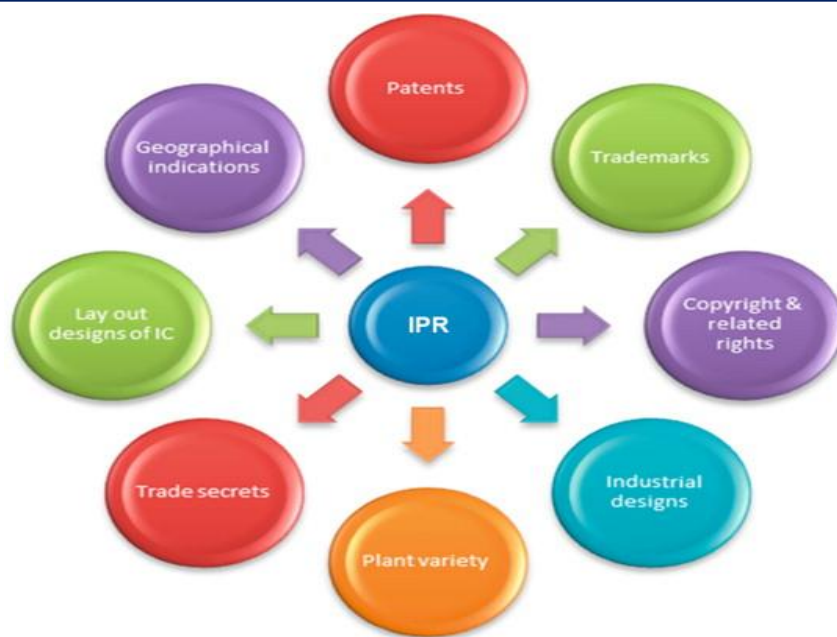 Patents
Trademarks
Copyright &
related
rights
Industrial
designs
Plant variety
Trade secrets
Lay out
designs of IC
Geographical
indications
IPR